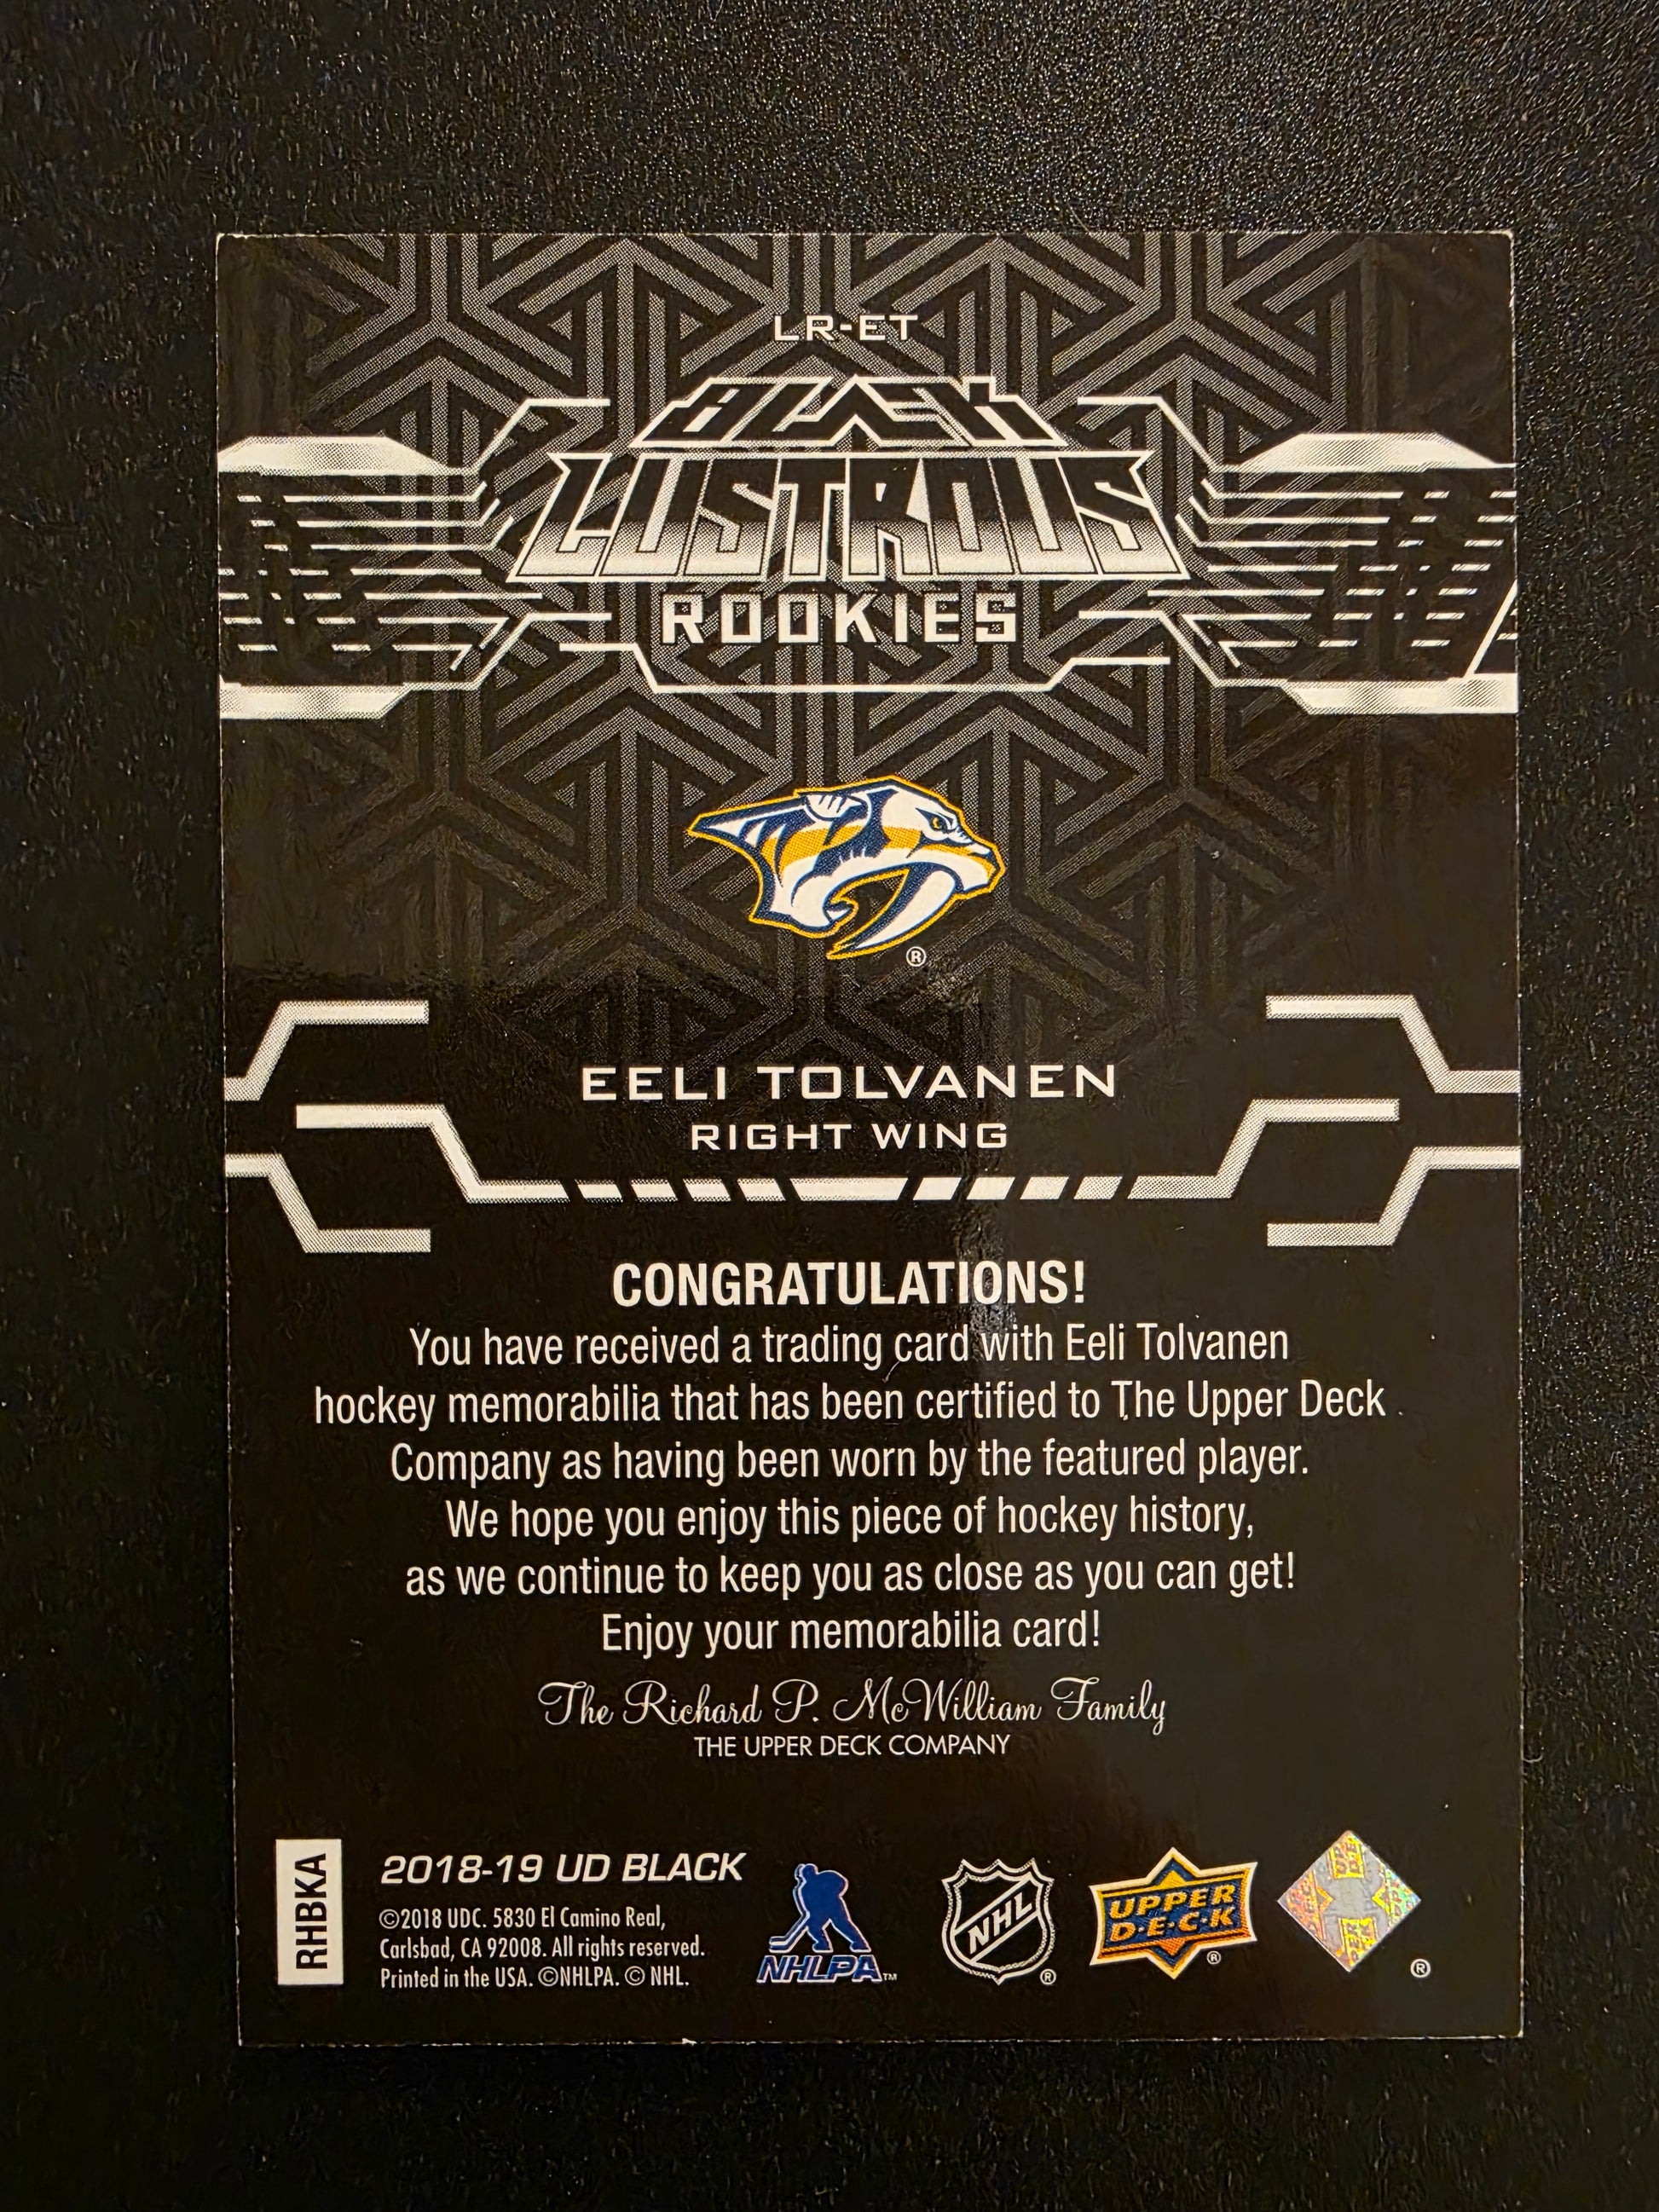 LR-ET
BLACK
LUSTROUS
ROOKIES
®
EELI TOLVANEN
RIGHT WING
CONGRATULATIONS!
You have received a trading card with Eeli Tolvanen
hockey memorabilia that has been certified to The Upper Deck
Company as having been worn by the featured player.
We hope you enjoy this piece of hockey history,
as we continue to keep you as close as you can get!
Enjoy your memorabilia card!
The Richard P. McWilliam Family
THE UPPER DECK COMPANY
RHBKA
2018-19 UD BLACK
©2018 UDC. 5830 El Camino Real,
Carlsbad, CA 92008. All rights reserved.
Printed in the USA. ©NHLPA. © NHL.
NHLPA™
NHL ®
UPPER
D·E·C·K ®
®